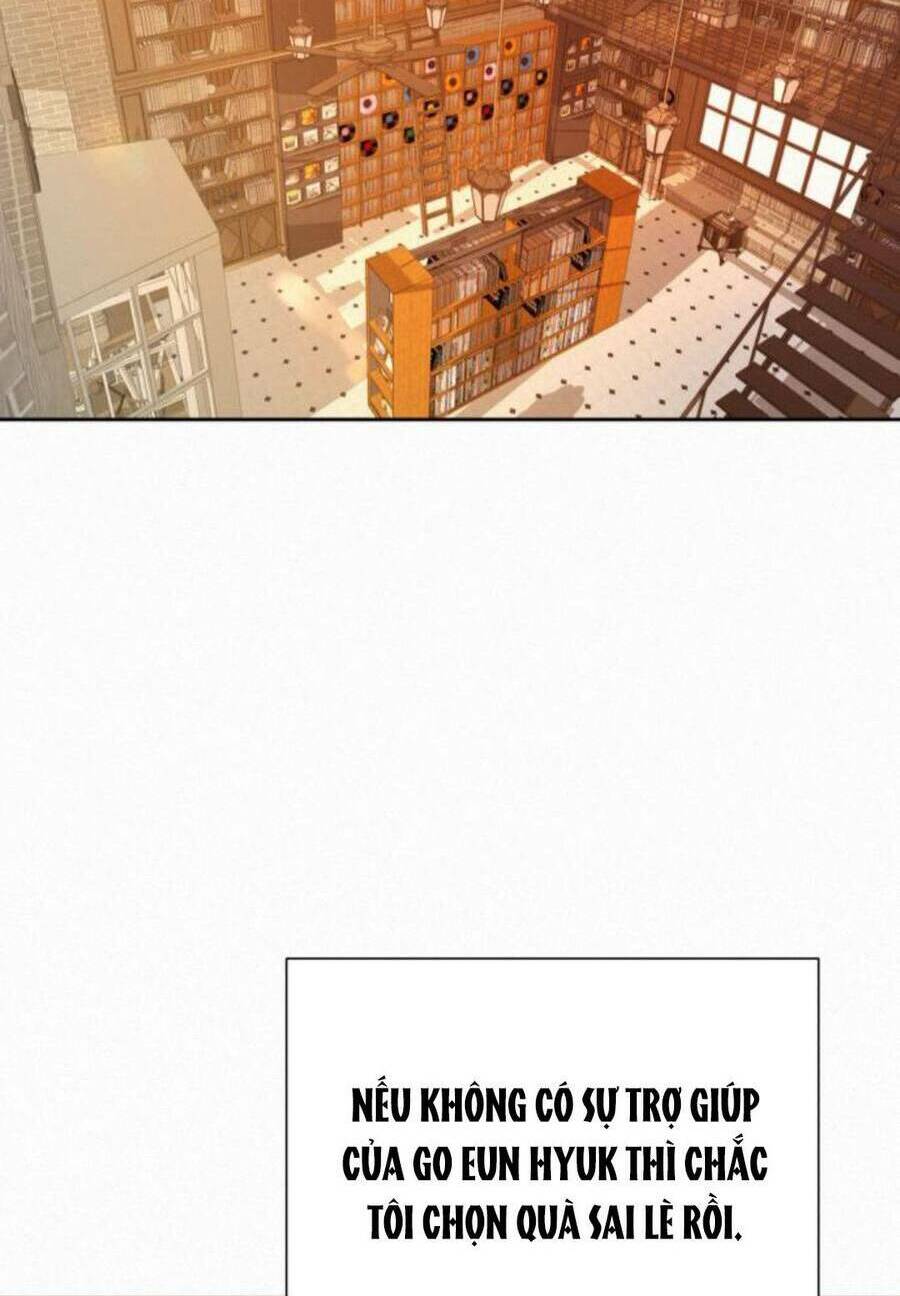 NẾU KHÔNG CÓ SỰ TRỢ GIÚP
CỦA GO EUN HYUK THÌ CHẮC
TÔI CHỌN QUÀ SAI LÈ RỒI.